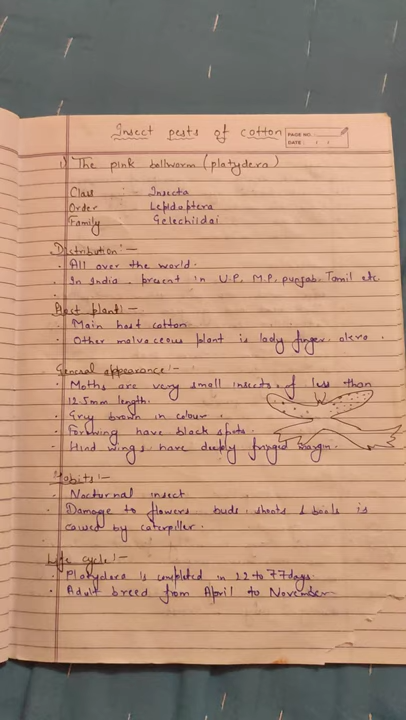 Insect pests of cotton
PAGE NO.:
DATE: / /
1) The pink bollworm (platydera)
Class :- Insecta
Order Lepidoptera
Family Gelechildai
Distribution :-
· All over the world.
· In India . present in U.P, M.P, punjab, Tamil etc
Host plant :-
· Main host cotton
· Other malvaceous plant is lady finger. okra .
General appearance :-
· Moths are very small insects of less than
12.5mm length.
· Grey brown in colour .
· Forewing have black spots.
· Hind wings have deeply fringed margin.
Habits :-
· Nocturnal insect
· Damage to flowers buds, shoots & boals is
caused by caterpiller.
Life cycle :-
· Platydera is completed in 22 to 77 days.
· Adult breed from April to November